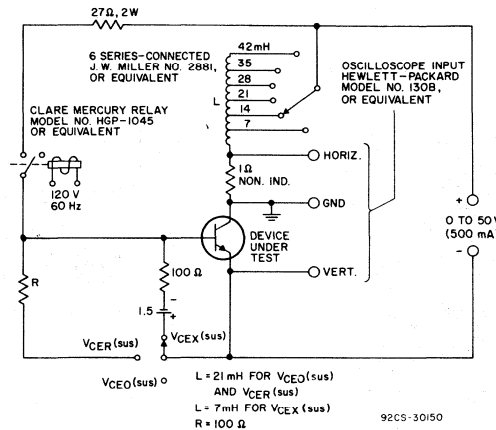 27Ω, 2W
6 SERIES-CONNECTED
J.W. MILLER NO. 2881,
OR EQUIVALENT
42mH
35
28
21
14
7
L
OSCILLOSCOPE INPUT
HEWLETT-PACKARD
MODEL NO. 130B,
OR EQUIVALENT
CLARE MERCURY RELAY
MODEL NO. HGP-1045
OR EQUIVALENT
120 V
60 Hz
HORIZ.
1Ω
NON. IND.
GND
+
0 TO 50V
(500 mA)
-
DEVICE
UNDER
TEST
VERT.
R
100 Ω
-
1.5
+
VCER(sus)
VCEX(sus)
VCEO(sus)
L = 21 mH FOR VCEO(sus)
AND VCER(sus)
L = 7mH FOR VCEX(sus)
R = 100 Ω
92CS-30150